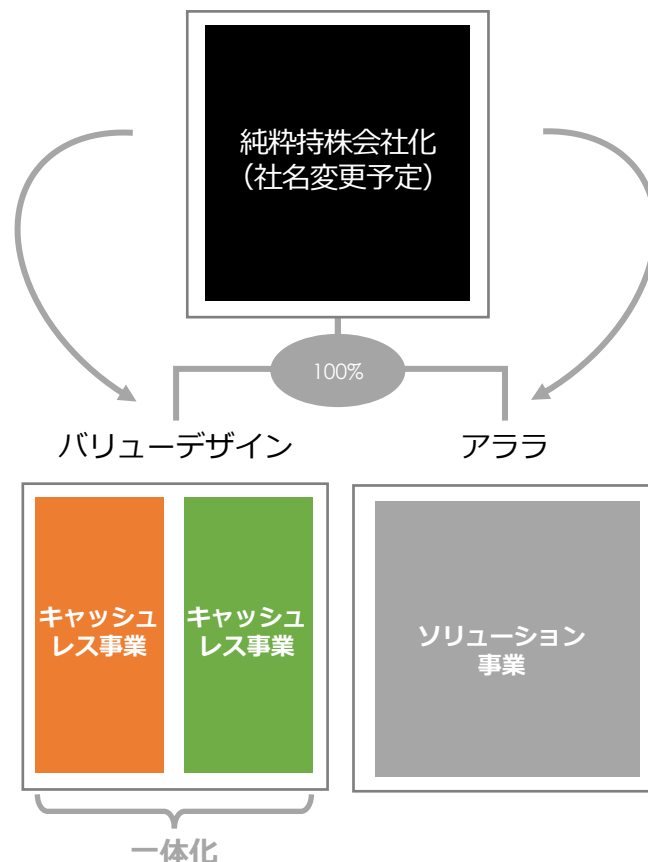 純粋持株会社化
（社名変更予定）
100%
バリューデザイン
アララ
キャッシュ
レス事業
キャッシュ
レス事業
ソリューション
事業
一体化